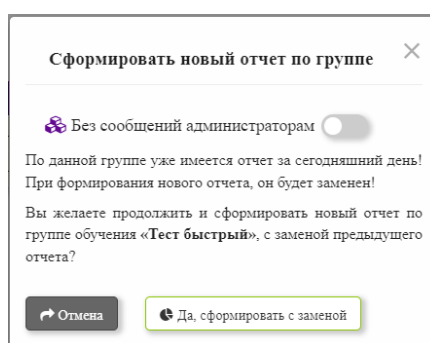 Сформировать новый отчет по группе
Без сообщений администраторам
По данной группе уже имеется отчет за сегодняшний день!
При формирования нового отчета, он будет заменен!
Вы желаете продолжить и сформировать новый отчет по
группе обучения «Тест быстрый», с заменой предыдущего
отчета?
Отмена
Да, сформировать с заменой